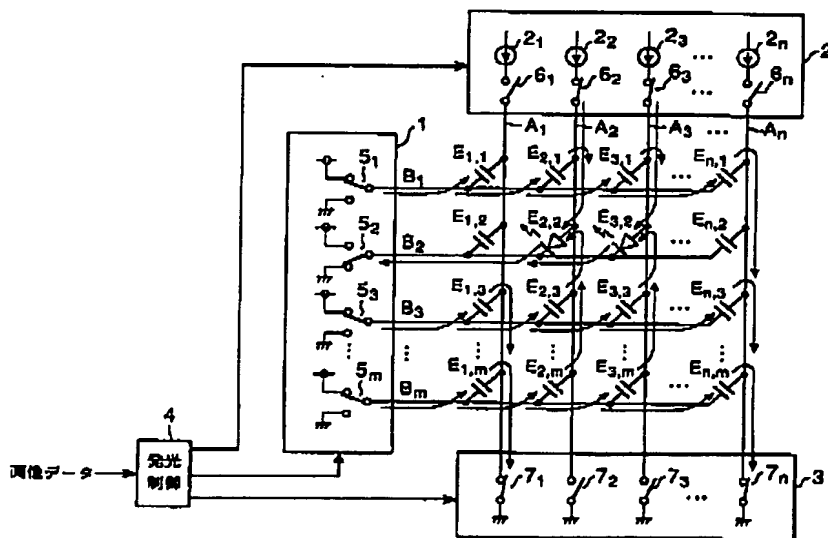 2₁ 2₂ 2₃ ... 2ₙ
2
6₁ 6₂ 6₃ ... 6ₙ
A₁ A₂ A₃ ... Aₙ
1
5₁ B₁ E₁,₁ E₂,₁ E₃,₁ Eₙ,₁
5₂ B₂ E₁,₂ E₂,₂ E₃,₂ ... Eₙ,₂
5₃ B₃ E₁,₃ E₂,₃ E₃,₃ ... Eₙ,₃
5ₘ Bₘ E₁,ₘ E₂,ₘ E₃,ₘ ... Eₙ,ₘ
4
画像データ
発光
制御
7₁ 7₂ 7₃ ... 7ₙ
3